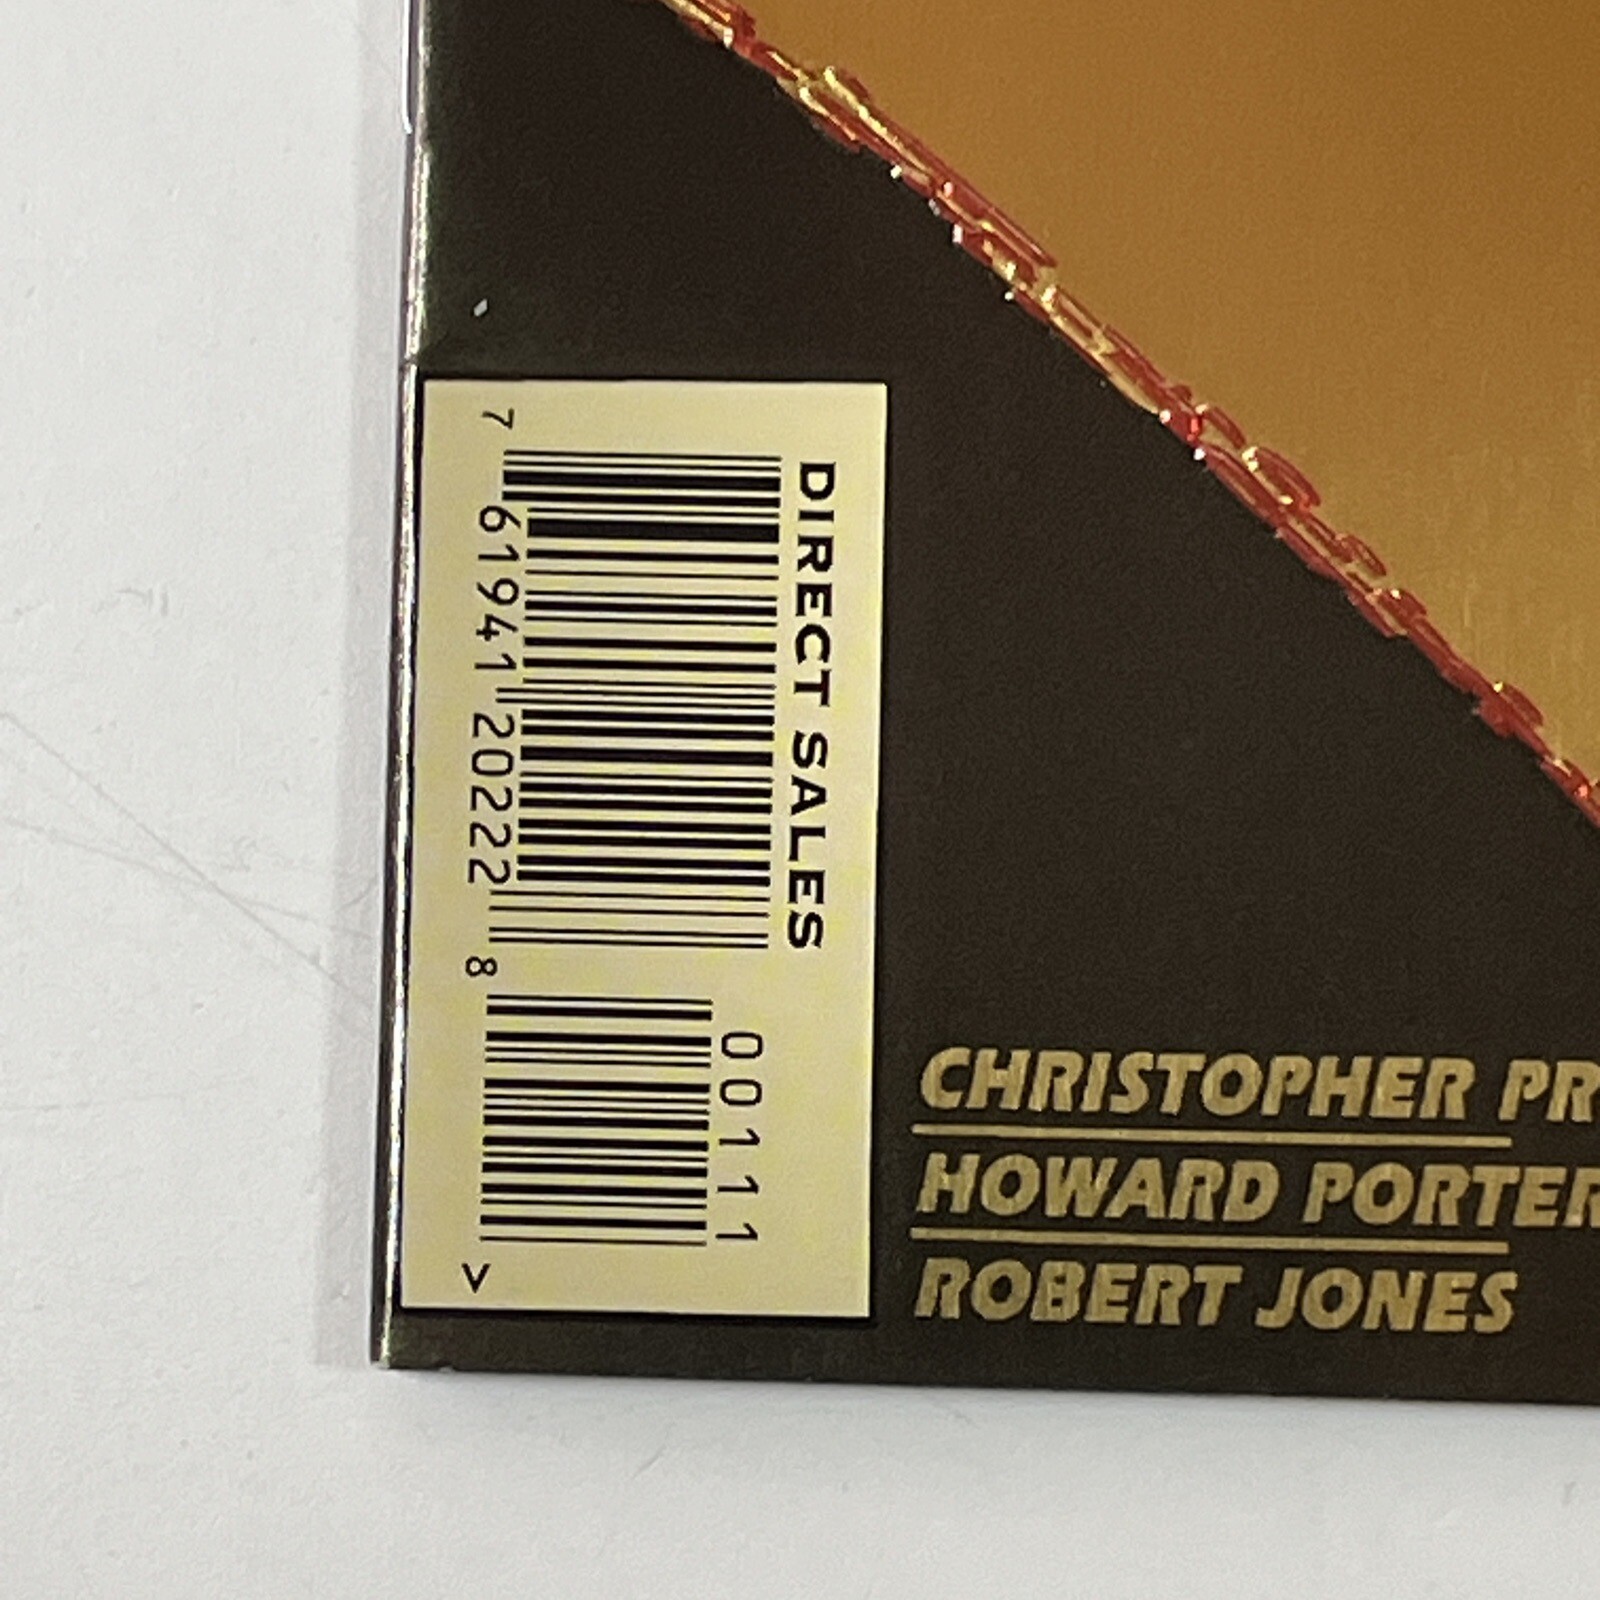 DIRECT SALES
7 61941 20222 8
00111
>
CHRISTOPHER PR
HOWARD PORTER
ROBERT JONES